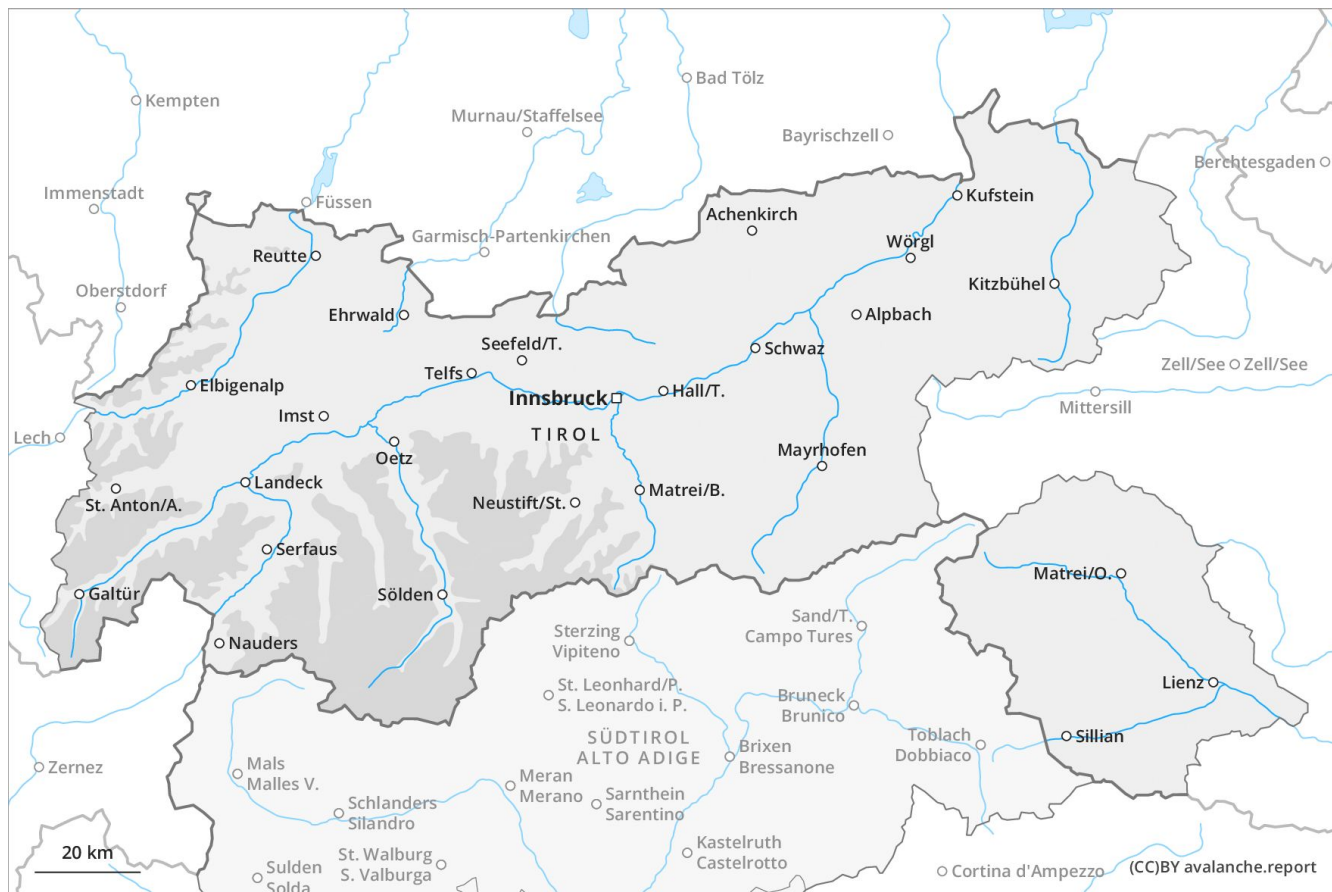 Kempten
Bad Tölz
Murnau/Staffelsee
Bayrischzell
Berchtesgaden
Immenstadt
Füssen
Kufstein
Achenkirch
Garmisch-Partenkirchen
Wörgl
Reutte
Kitzbühel
Oberstdorf
Ehrwald
Alpbach
Seefeld/T.
Schwaz
Telfs
Zell/See
Zell/See
Elbigenalp
Innsbruck
Hall/T.
Mittersill
Imst
TIROL
Lech
Oetz
Mayrhofen
Landeck
St. Anton/A.
Neustift/St.
Matrei/B.
Serfaus
Matrei/O.
Galtür
Sölden
Sand/T.
Campo Tures
Sterzing
Vipiteno
Nauders
Lienz
St. Leonhard/P.
S. Leonardo i. P.
Bruneck
Brunico
SÜDTIROL
ALTO ADIGE
Toblach
Dobbiaco
Sillian
Brixen
Bressanone
Zernez
Mals
Malles V.
Meran
Merano
Sarnthein
Sarentino
Schlanders
Silandro
Kastelruth
Castelrotto
20 km
St. Walburg
S. Valburga
Sulden
Solda
Cortina d'Ampezzo
(CC)BY avalanche.report